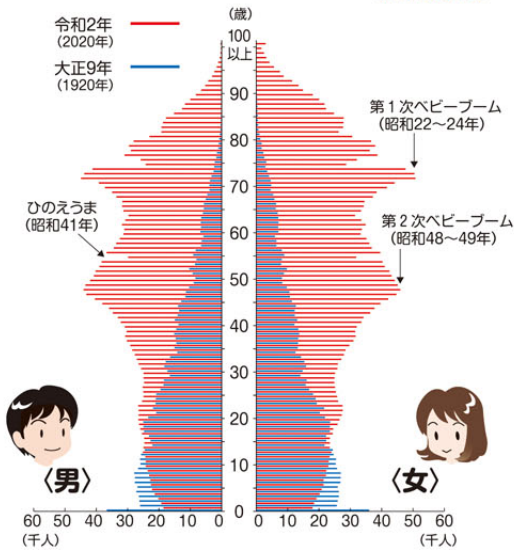 (歳)
令和2年
(2020年)
大正9年
(1920年)
100
以上
90
80
70
60
50
40
30
20
10
0
第1次ベビーブーム
(昭和22〜24年)
ひのえうま
(昭和41年)
第2次ベビーブーム
(昭和48〜49年)
〈男〉
〈女〉
60 50 40 30 20 10 0
(千人)
0 10 20 30 40 50 60
(千人)